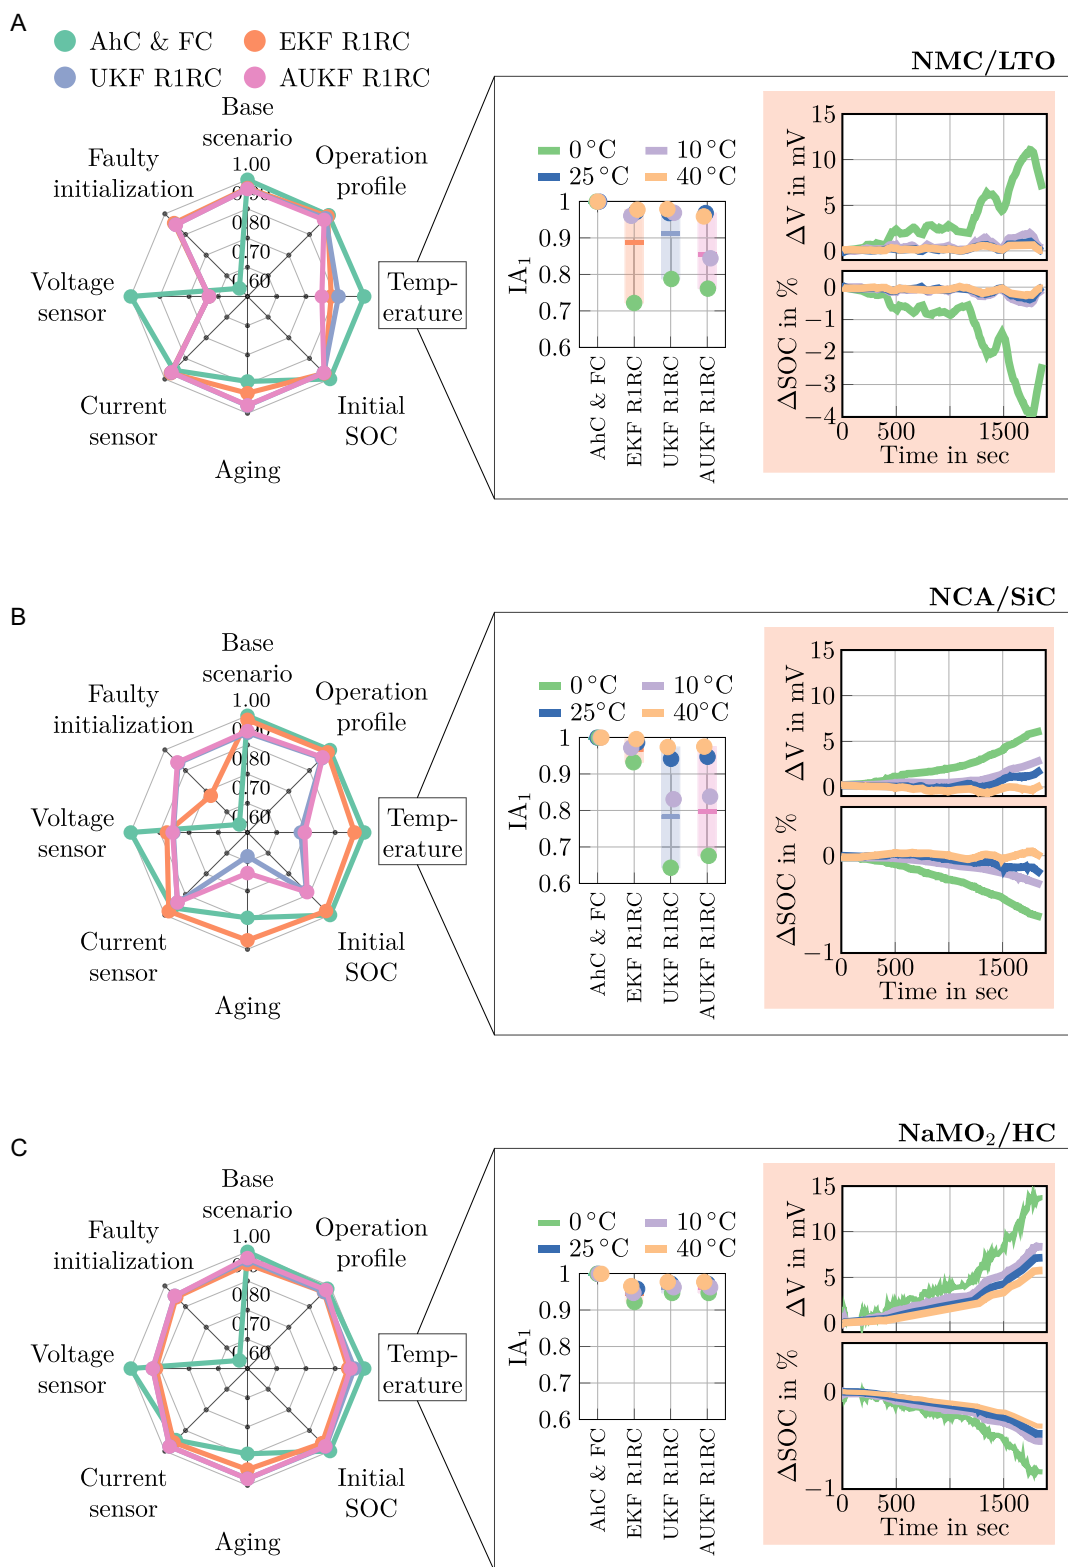 A
AhC & FC
EKF R1RC
UKF R1RC
AUKF R1RC
NMC/LTO
Base
scenario
Operation
profile
Faulty
initialization
1.00
0.80
0.70
0.60
Voltage
sensor
Temp-
erature
Current
sensor
Initial
SOC
Aging
0 °C
10 °C
25 °C
40 °C
IA1
1
0.9
0.8
0.7
0.6
AhC & FC
EKF R1RC
UKF R1RC
AUKF R1RC
ΔV in mV
15
10
5
0
ΔSOC in %
0
−1
−2
−3
−4
0
500
1500
Time in sec
B
NCA/SiC
Base
scenario
Operation
profile
Faulty
initialization
1.00
0.80
0.70
0.60
Voltage
sensor
Temp-
erature
Current
sensor
Initial
SOC
Aging
0 °C
10 °C
25 °C
40 °C
IA1
1
0.9
0.8
0.7
0.6
AhC & FC
EKF R1RC
UKF R1RC
AUKF R1RC
ΔV in mV
15
10
5
0
ΔSOC in %
0
−1
0
500
1500
Time in sec
C
NaMO2/HC
Base
scenario
Operation
profile
Faulty
initialization
1.00
0.80
0.70
0.60
Voltage
sensor
Temp-
erature
Current
sensor
Initial
SOC
Aging
0 °C
10 °C
25 °C
40 °C
IA1
1
0.9
0.8
0.7
0.6
AhC & FC
EKF R1RC
UKF R1RC
AUKF R1RC
ΔV in mV
15
10
5
0
ΔSOC in %
0
−1
0
500
1500
Time in sec